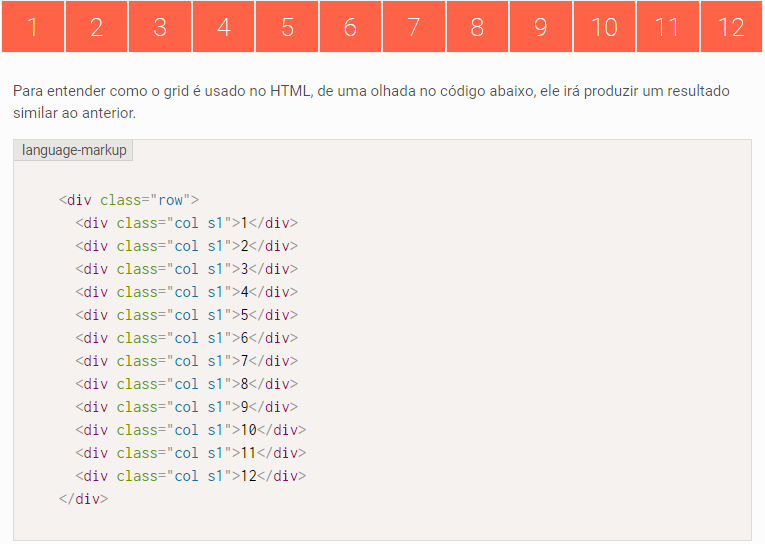 1 2 3 4 5 6 7 8 9 10 11 12
Para entender como o grid é usado no HTML, de uma olhada no código abaixo, ele irá produzir um resultado
similar ao anterior.
language-markup
<div class="row">
<div class="col s1">1</div>
<div class="col s1">2</div>
<div class="col s1">3</div>
<div class="col s1">4</div>
<div class="col s1">5</div>
<div class="col s1">6</div>
<div class="col s1">7</div>
<div class="col s1">8</div>
<div class="col s1">9</div>
<div class="col s1">10</div>
<div class="col s1">11</div>
<div class="col s1">12</div>
</div>